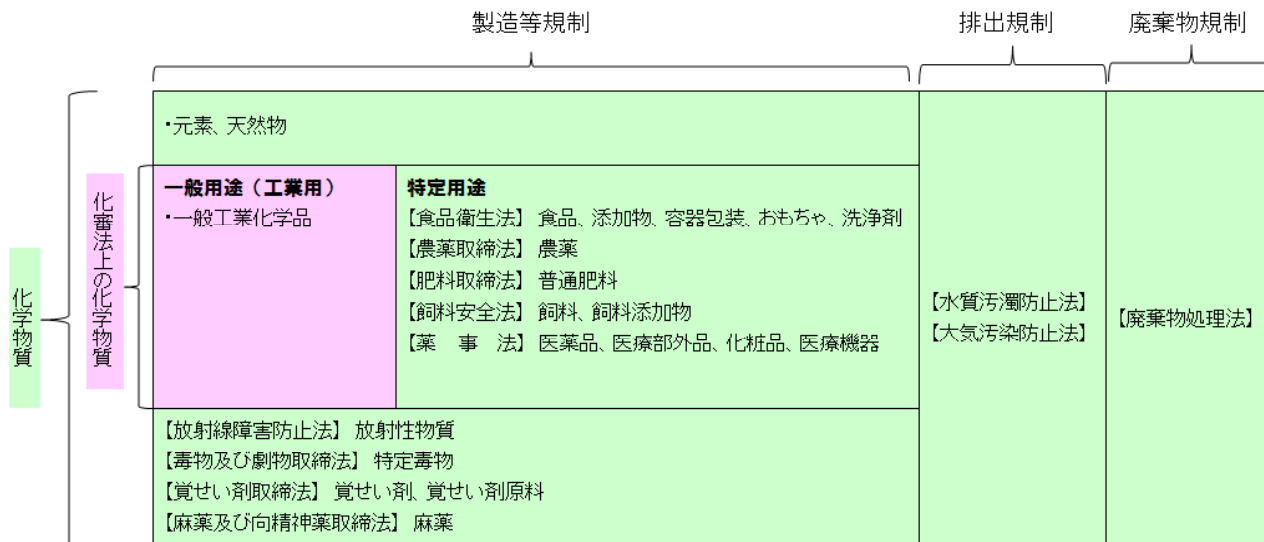 製造等規制
排出規制
廃棄物規制
・元素、天然物
一般用途（工業用）
・一般工業化学品
特定用途
【食品衛生法】 食品、添加物、容器包装、おもちゃ、洗浄剤
【農薬取締法】 農薬
【肥料取締法】 普通肥料
【飼料安全法】 飼料、飼料添加物
【薬　事　法】 医薬品、医療部外品、化粧品、医療機器
【放射線障害防止法】 放射性物質
【毒物及び劇物取締法】 特定毒物
【覚せい剤取締法】 覚せい剤、覚せい剤原料
【麻薬及び向精神薬取締法】 麻薬
【水質汚濁防止法】
【大気汚染防止法】
【廃棄物処理法】
化審法上の化学物質
化学物質